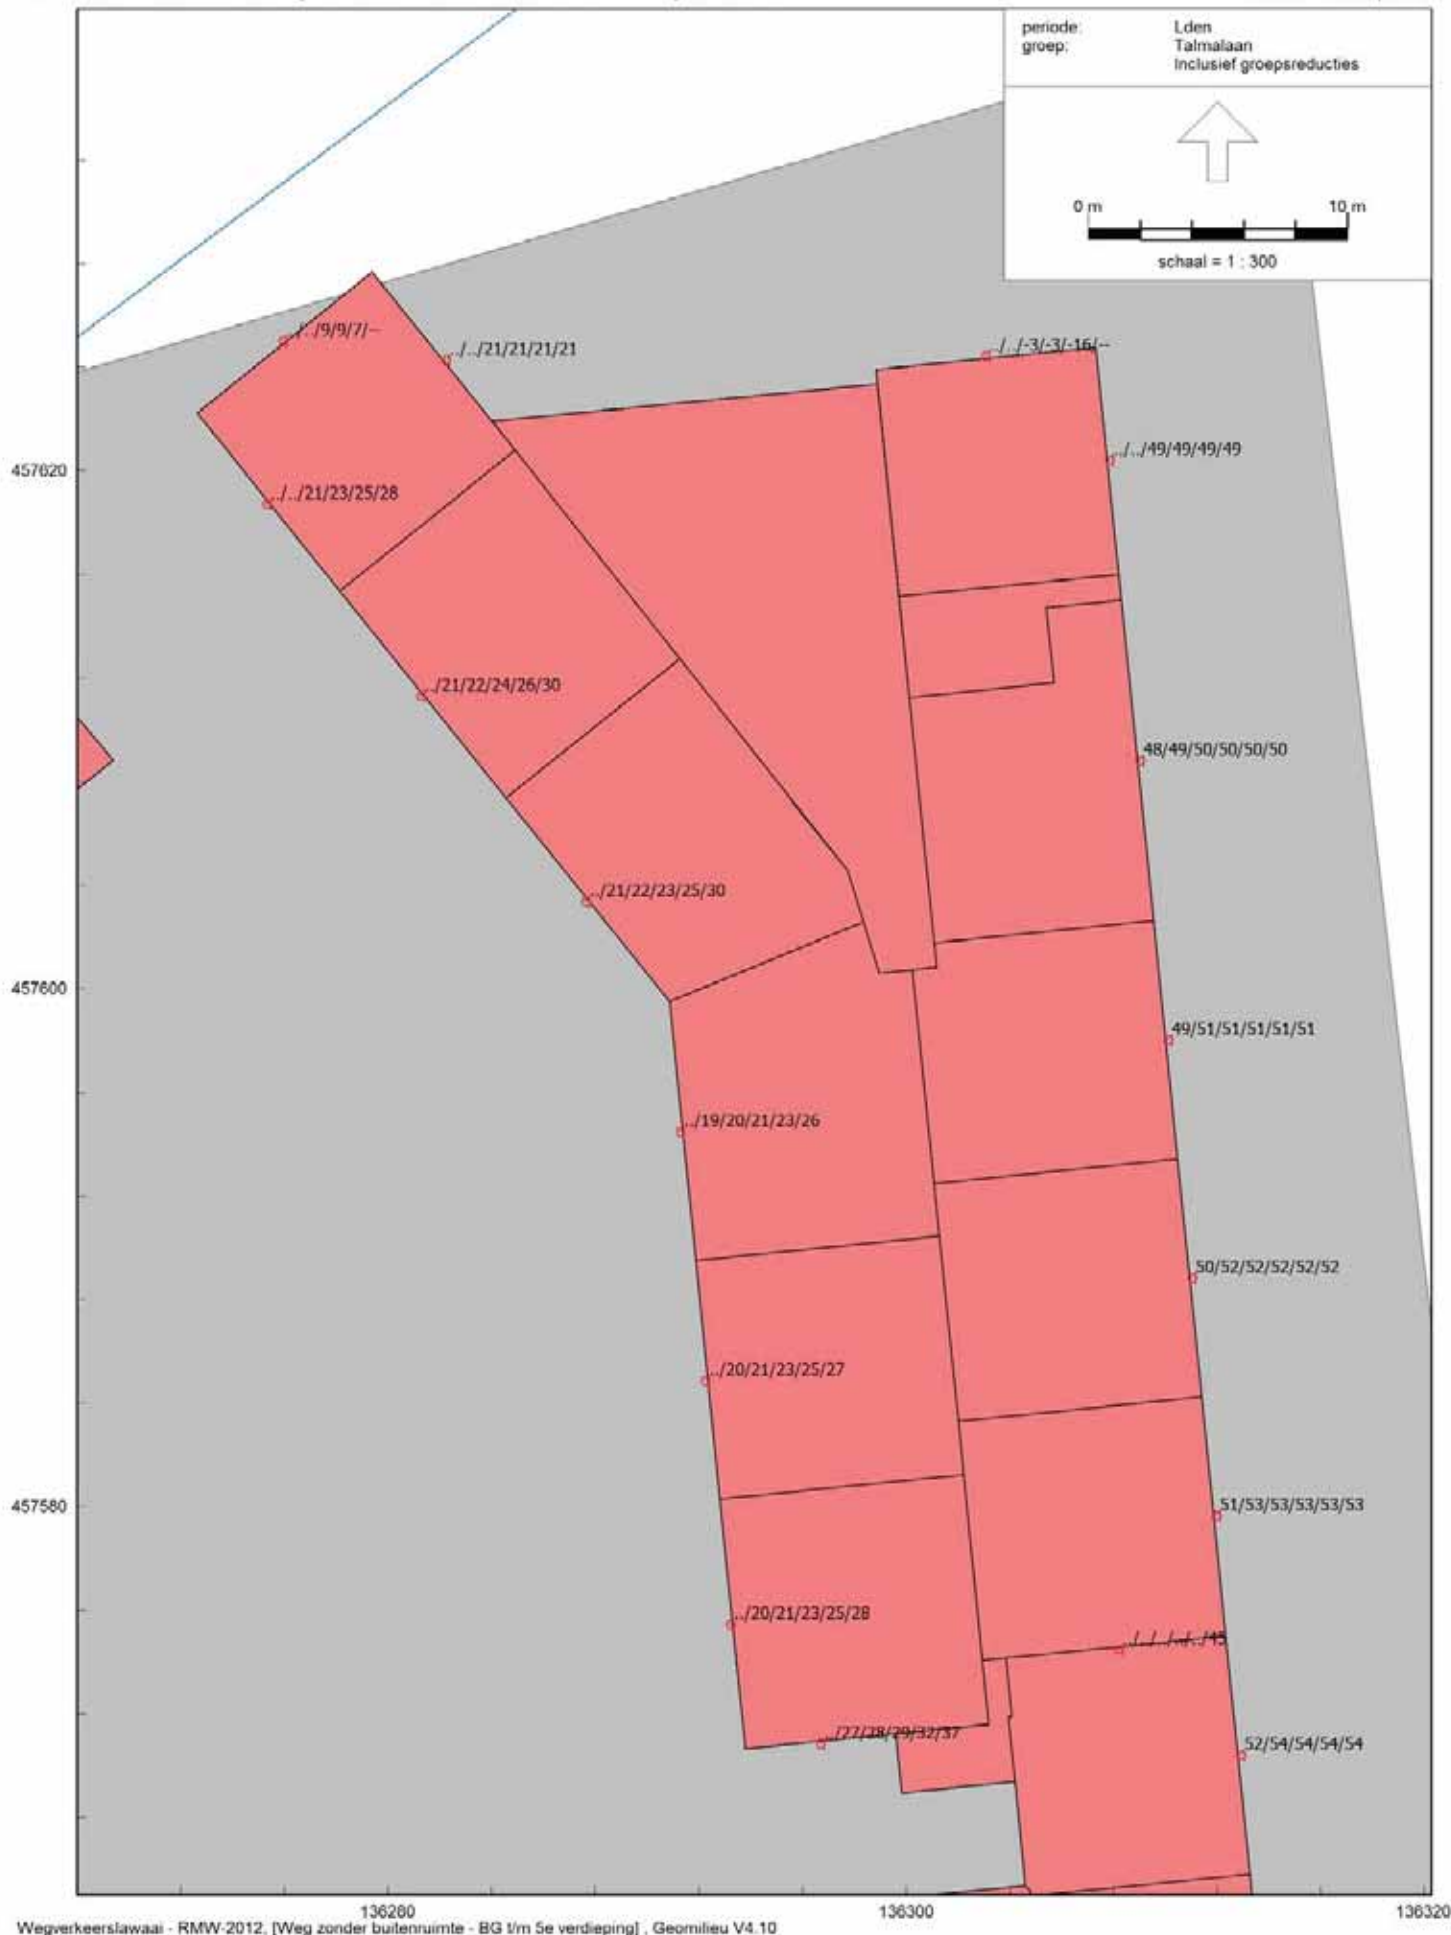 periode: Lden
groep: Talmalaan
Inclusief groepsreducties
0 m 10 m
schaal = 1 : 300
../../9/9/7/--
../../21/21/21/21
../../-3/-3/-16/--
../../49/49/49/49
457620
../../21/23/25/28
../21/22/24/26/30
48/49/50/50/50/50
../21/22/23/25/30
457600
49/51/51/51/51/51
../19/20/21/23/26
50/52/52/52/52/52
../20/21/23/25/27
457580
51/53/53/53/53/53
../20/21/23/25/28
../../../../../45
../27/28/29/32/37
52/54/54/54/54
136280 136300 136320
Wegverkeerslawaai - RMW-2012, [Weg zonder buitenruimte - BG t/m 5e verdieping] , Geomilieu V4.10